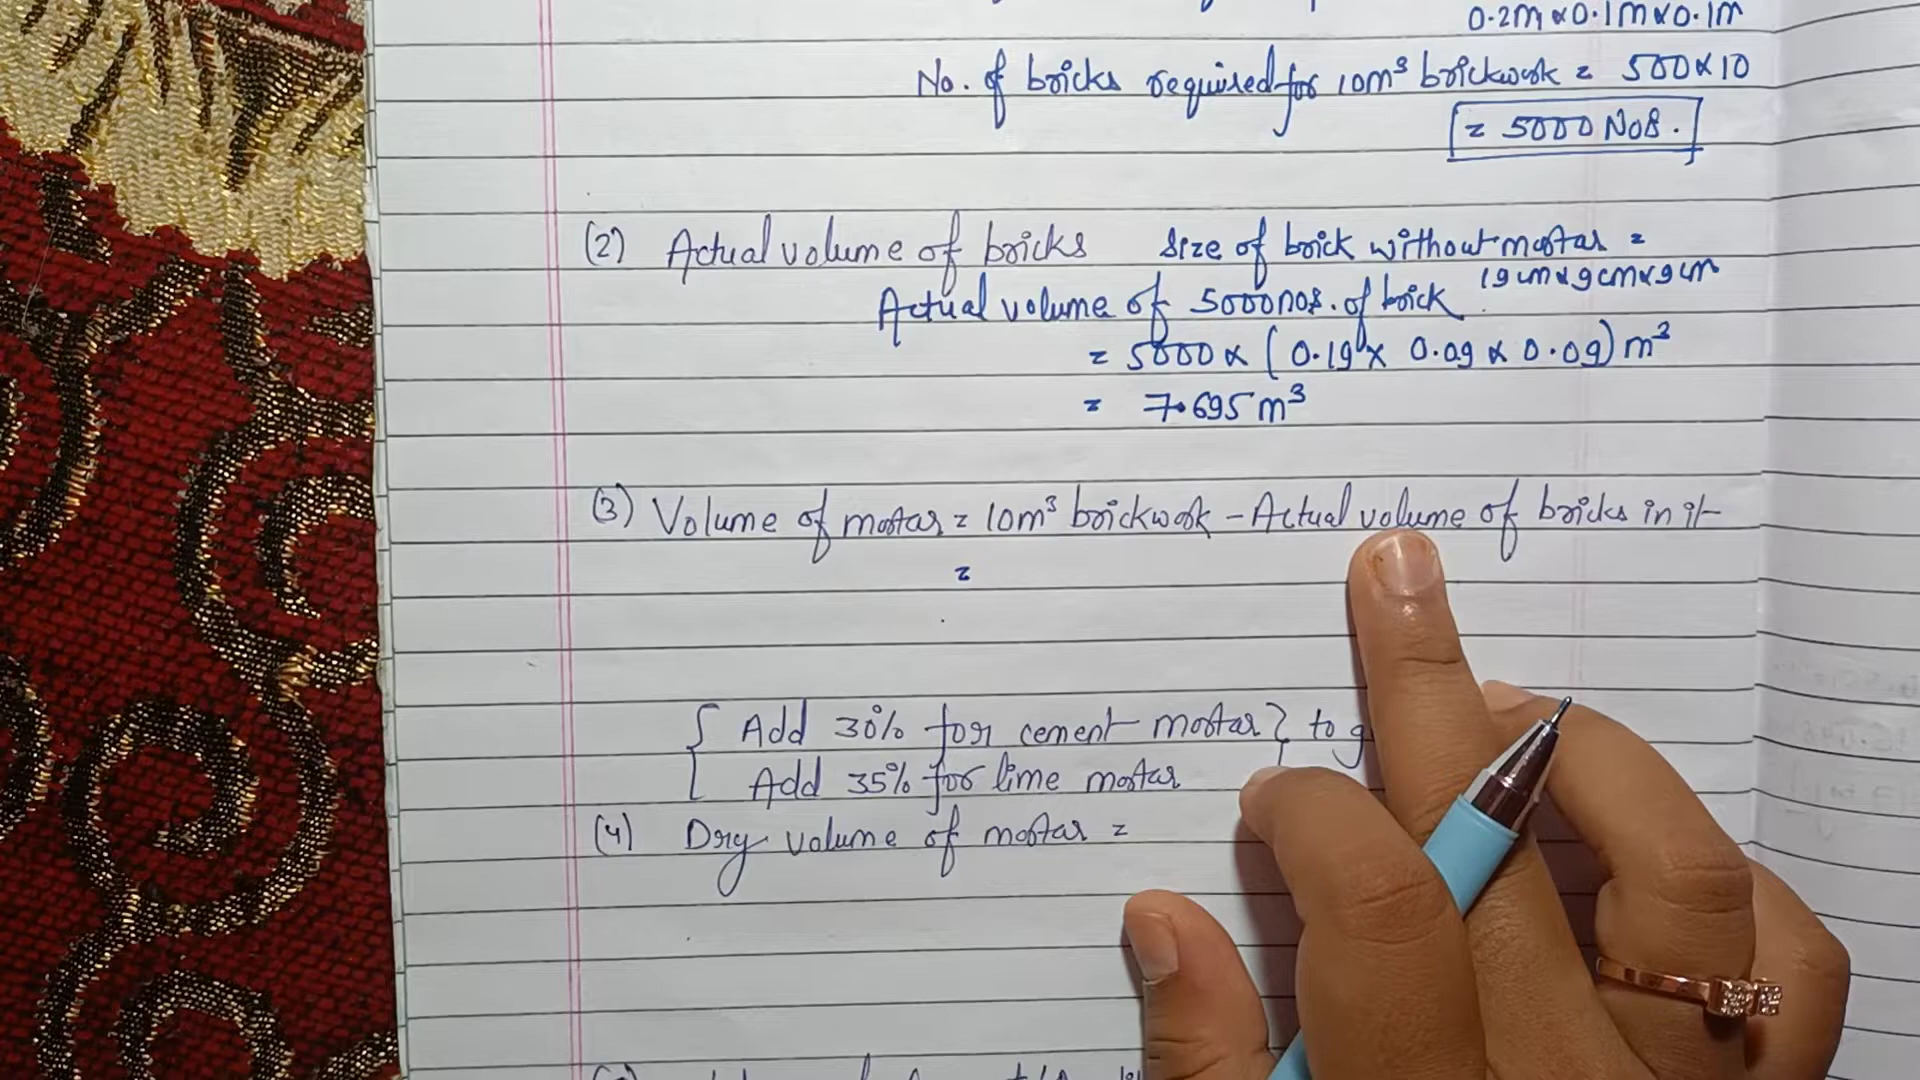 0.2m x 0.1m x 0.1m
No. of bricks required for 10m³ brickwork = 500 x 10
= 5000 Nos.
(2) Actual volume of bricks Size of brick without mortar =
19cm x 9cm x 9cm
Actual volume of 5000 nos. of brick
= 5000 x (0.19 x 0.09 x 0.09) m³
= 7.695 m³
(3) Volume of mortar = 10m³ brickwork - Actual volume of bricks in it
=
{ Add 30% for cement mortar } to
Add 35% for lime mortar
(4) Dry volume of mortar =